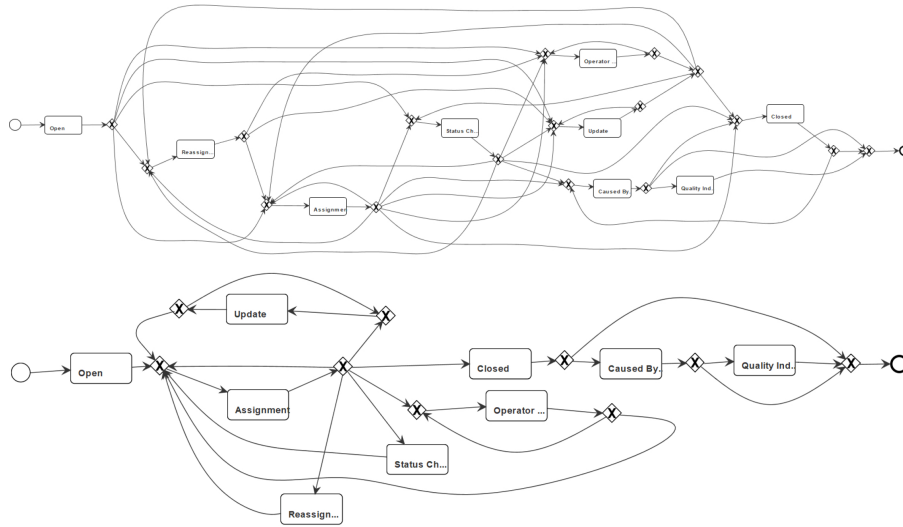 Operator ...
Closed
Open
Status Ch...
Update
Reassign...
Caused By..
Quality Ind..
Assignment
Update
Open
Closed
Caused By..
Quality Ind..
Assignment
Operator ...
Status Ch...
Reassign...